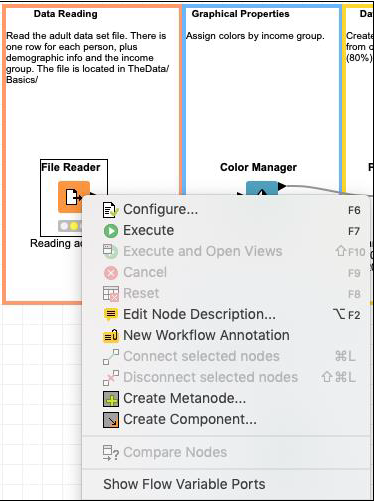 Data Reading
Read the adult data set file. There is
one row for each person, plus
demographic info and the income
group. The file is located in TheData/
Basics/
Graphical Properties
Assign colors by income group.
Da
Create
from o
(80%)
File Reader
Color Manager
Reading ad
Configure... F6
Execute F7
Execute and Open Views ⇧F10
Cancel F9
Reset F8
Edit Node Description... ⌥F2
New Workflow Annotation
Connect selected nodes ⌘L
Disconnect selected nodes ⇧⌘L
Create Metanode...
Create Component...
Compare Nodes
Show Flow Variable Ports